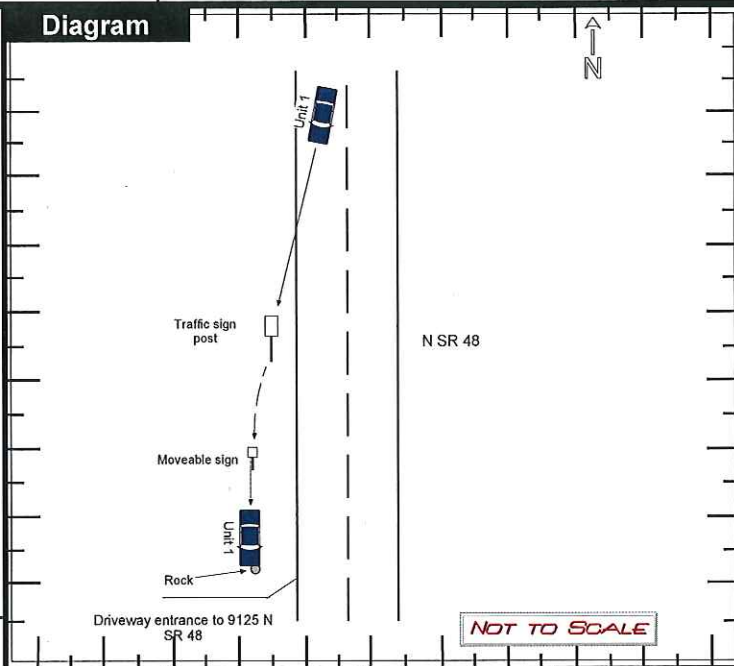 Diagram
N
Unit 1
Traffic sign
post
N SR 48
Moveable sign
Unit 1
Rock
Driveway entrance to 9125 N
SR 48
NOT TO SCALE